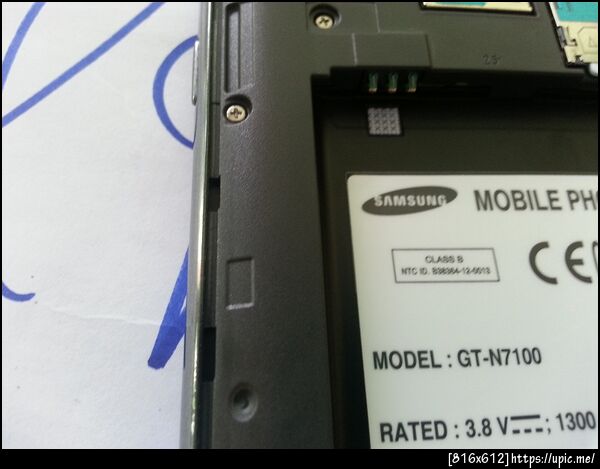 25
SAMSUNG MOBILE PHO
CLASS B
NTC ID. B38364-12-0013
CE
MODEL : GT-N7100
RATED : 3.8 V ; 1300
[816x612]https://upic.me/